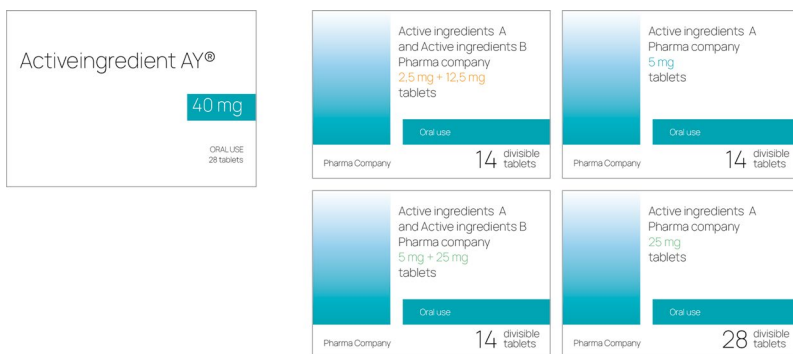 Activeingredient AY®
40 mg
ORAL USE
28 tablets
Active ingredients A
and Active ingredients B
Pharma company
2,5 mg + 12,5 mg
tablets
Oral use
Pharma Company
14 divisible
tablets
Active ingredients A
Pharma company
5 mg
tablets
Oral use
Pharma Company
14 divisible
tablets
Active ingredients A
and Active ingredients B
Pharma company
5 mg + 25 mg
tablets
Oral use
Pharma Company
14 divisible
tablets
Active ingredients A
Pharma company
25 mg
tablets
Oral use
Pharma Company
28 divisible
tablets